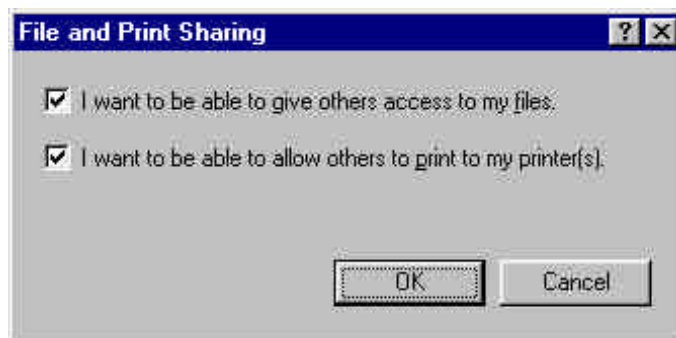 File and Print Sharing
I want to be able to give others access to my files.
I want to be able to allow others to print to my printer(s).
OK Cancel